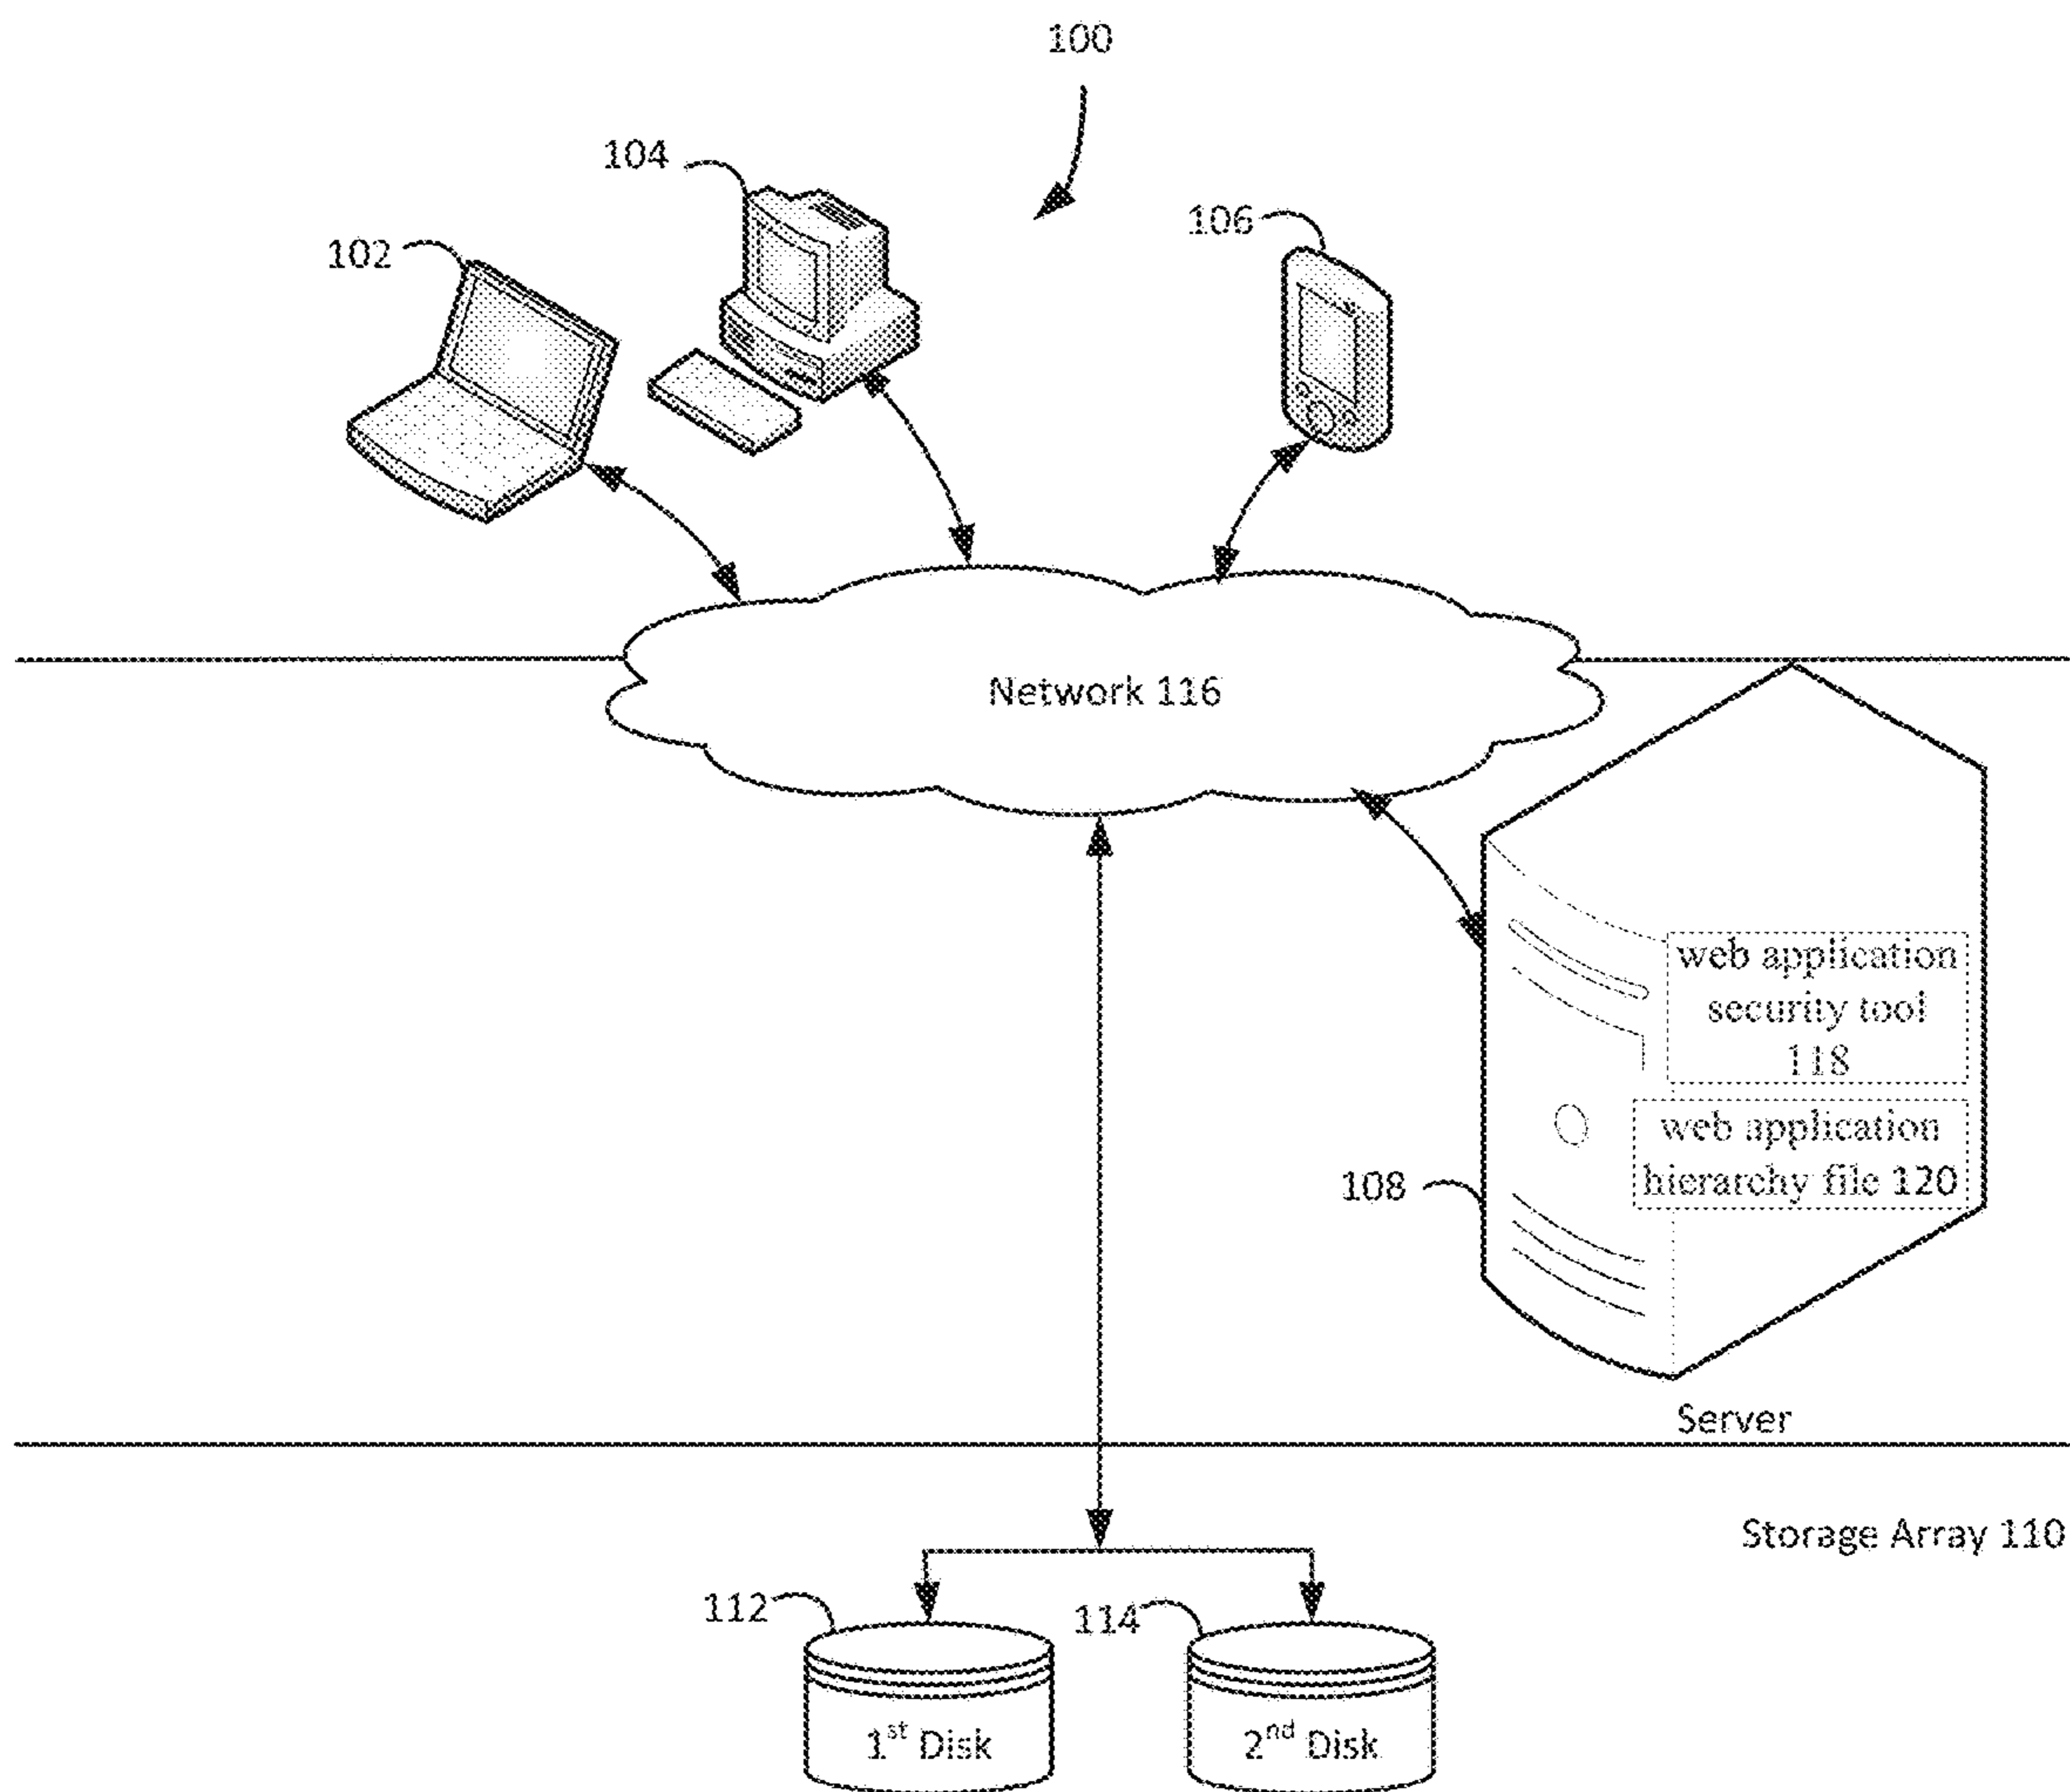 100
104
106
102
Network 116
web application
security tool
118
web application
hierarchy file 120
108
Server
Storage Array 110
112
114
1st Disk
2nd Disk